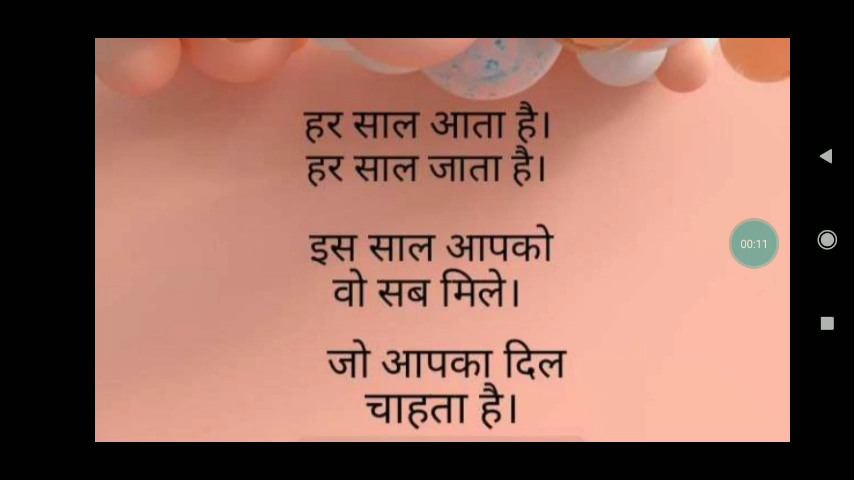 हर साल आता है।
हर साल जाता है।
इस साल आपको
वो सब मिले।
00:11
जो आपका दिल
चाहता है।